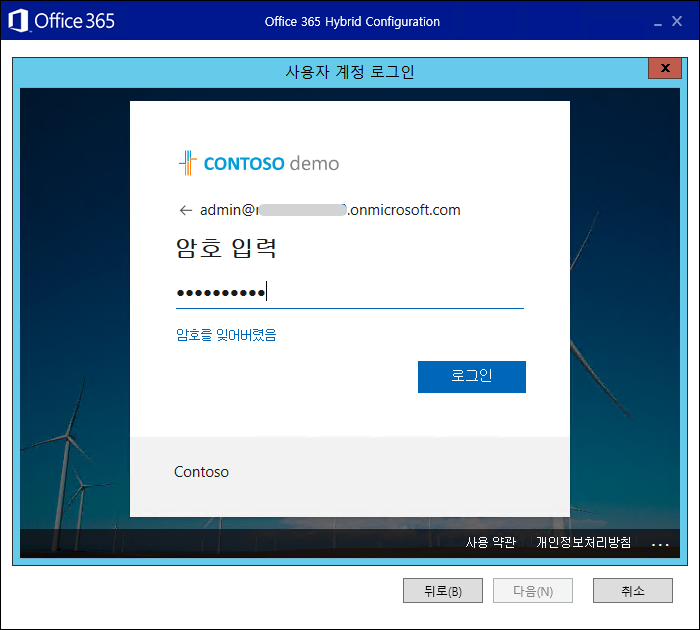 Office 365
Office 365 Hybrid Configuration
사용자 계정 로그인
CONTOSO demo
admin@ .onmicrosoft.com
암호 입력
암호를 잊어버렸음
로그인
Contoso
사용 약관 개인정보처리방침 ...
뒤로(B) 다음(N) 취소